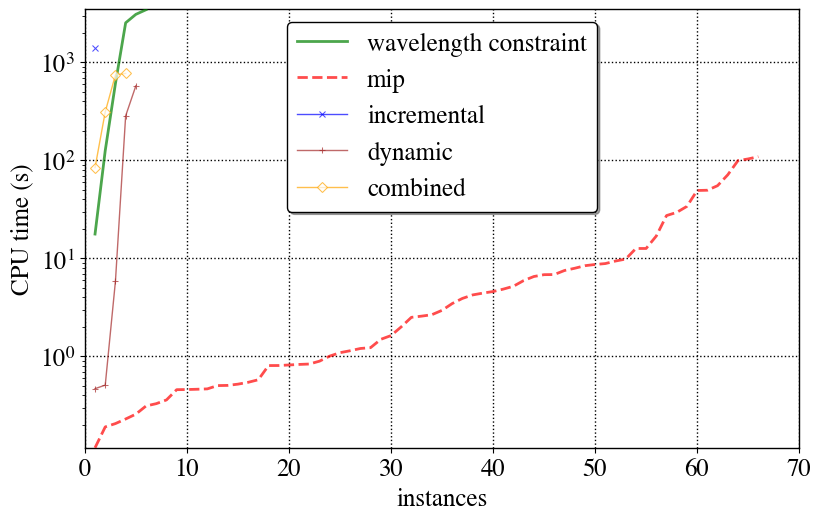 wavelength constraint
mip
incremental
dynamic
combined
CPU time (s)
10³
10²
10¹
10⁰
0 10 20 30 40 50 60 70
instances